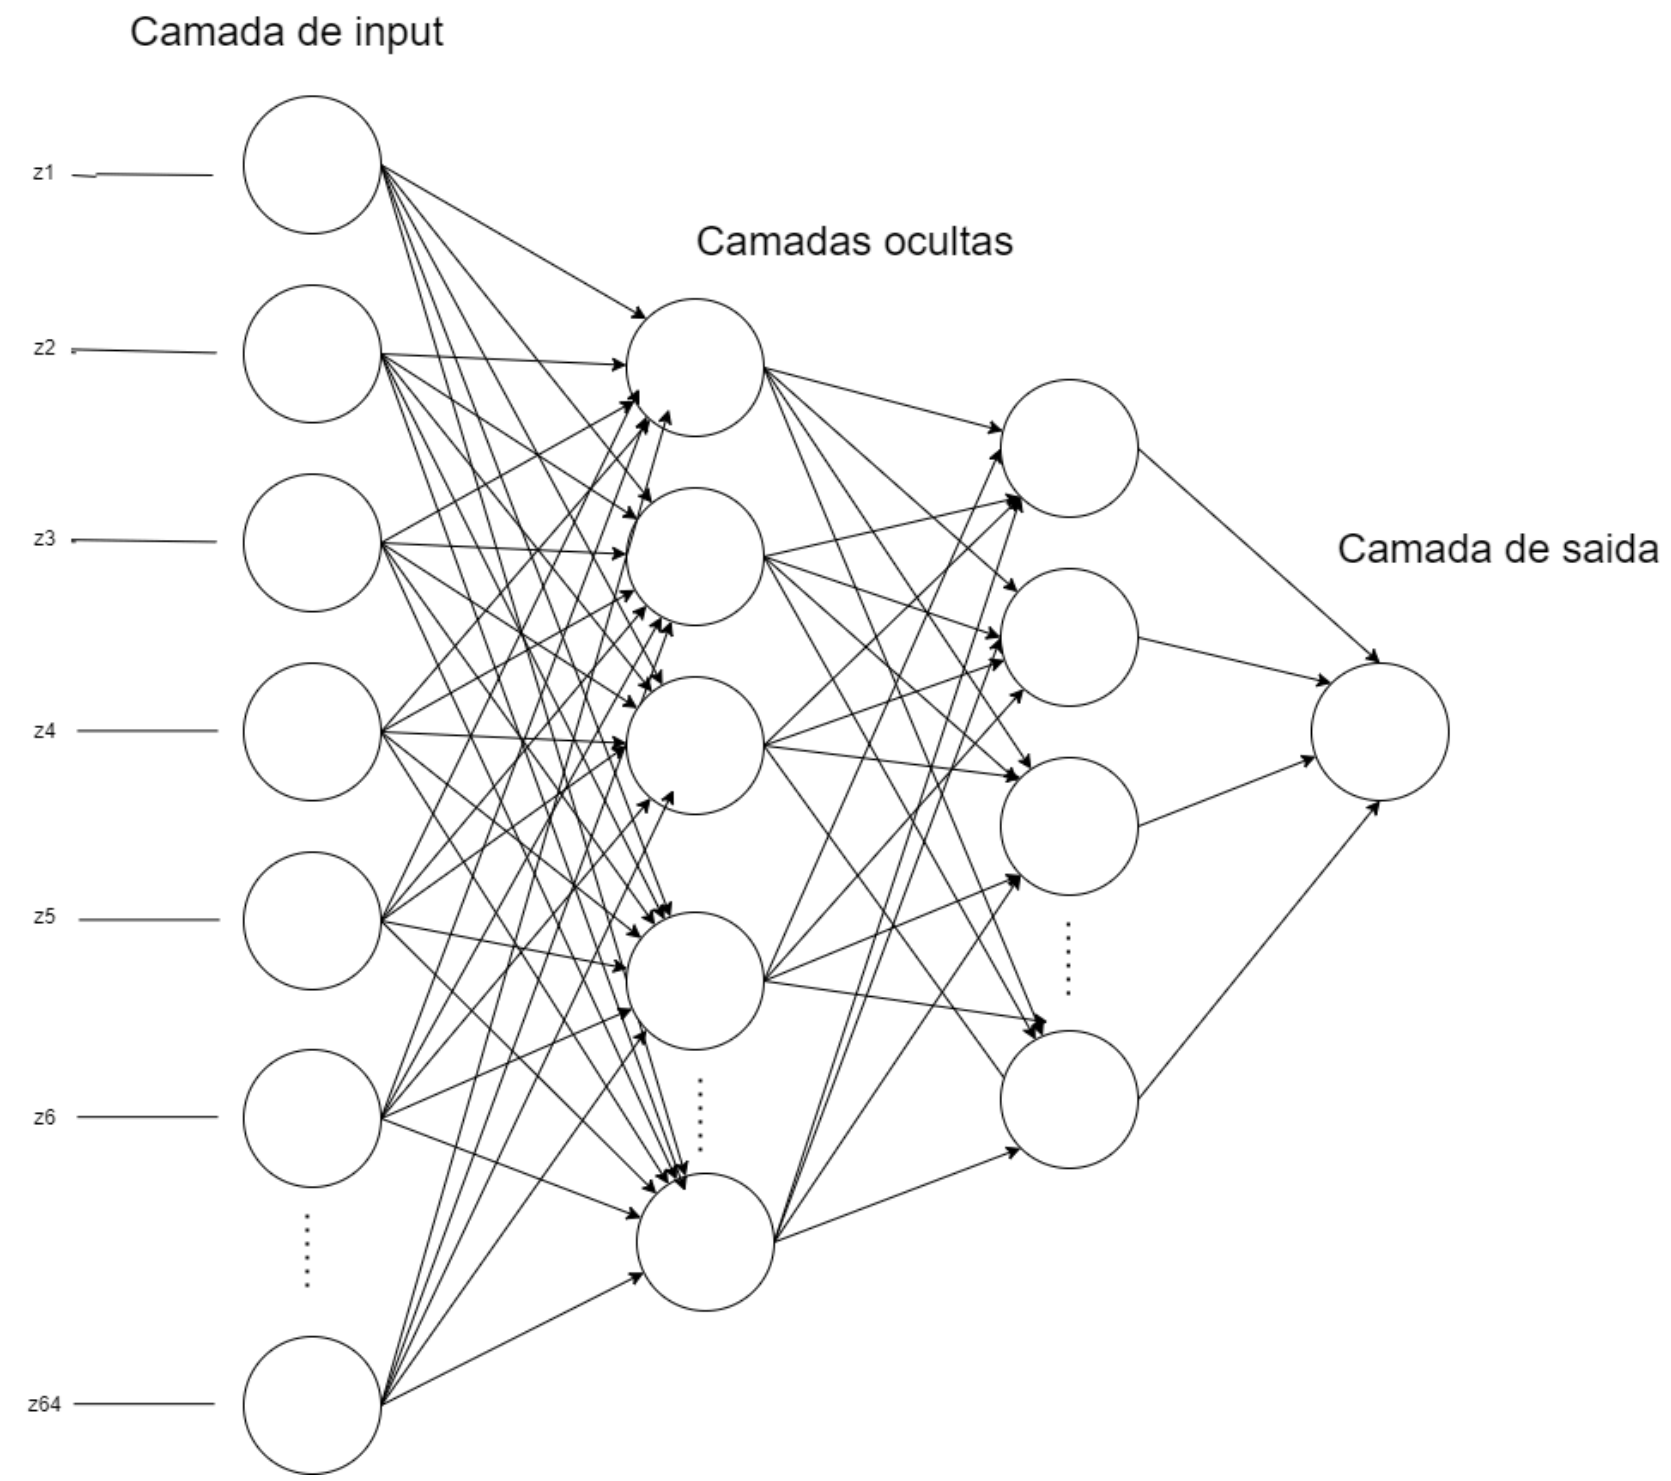 Camada de input
z1
Camadas ocultas
z2
z3
Camada de saida
z4
z5
z6
z64